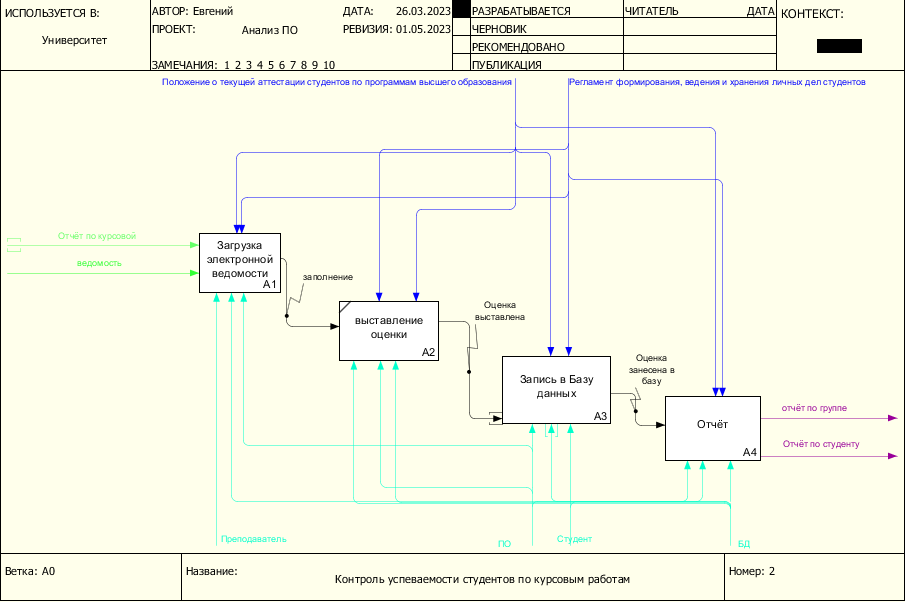 ИСПОЛЬЗУЕТСЯ В:
Университет
АВТОР: Евгений
ПРОЕКТ: Анализ ПО
ДАТА: 26.03.2023
РЕВИЗИЯ: 01.05.2023
ЗАМЕЧАНИЯ: 1 2 3 4 5 6 7 8 9 10
РАЗРАБАТЫВАЕТСЯ
ЧЕРНОВИК
РЕКОМЕНДОВАНО
ПУБЛИКАЦИЯ
ЧИТАТЕЛЬ ДАТА
КОНТЕКСТ:
Положение о текущей аттестации студентов по программам высшего образования
Регламент формирования, ведения и хранения личных дел студентов
Отчёт по курсовой
ведомость
Загрузка
электронной
ведомости
A1
заполнение
выставление
оценки
A2
Оценка
выставлена
Запись в Базу
данных
A3
Оценка
занесена в
базу
Отчёт
A4
отчёт по группе
Отчёт по студенту
Преподаватель
ПО
Студент
БД
Ветка: A0
Название:
Контроль успеваемости студентов по курсовым работам
Номер: 2